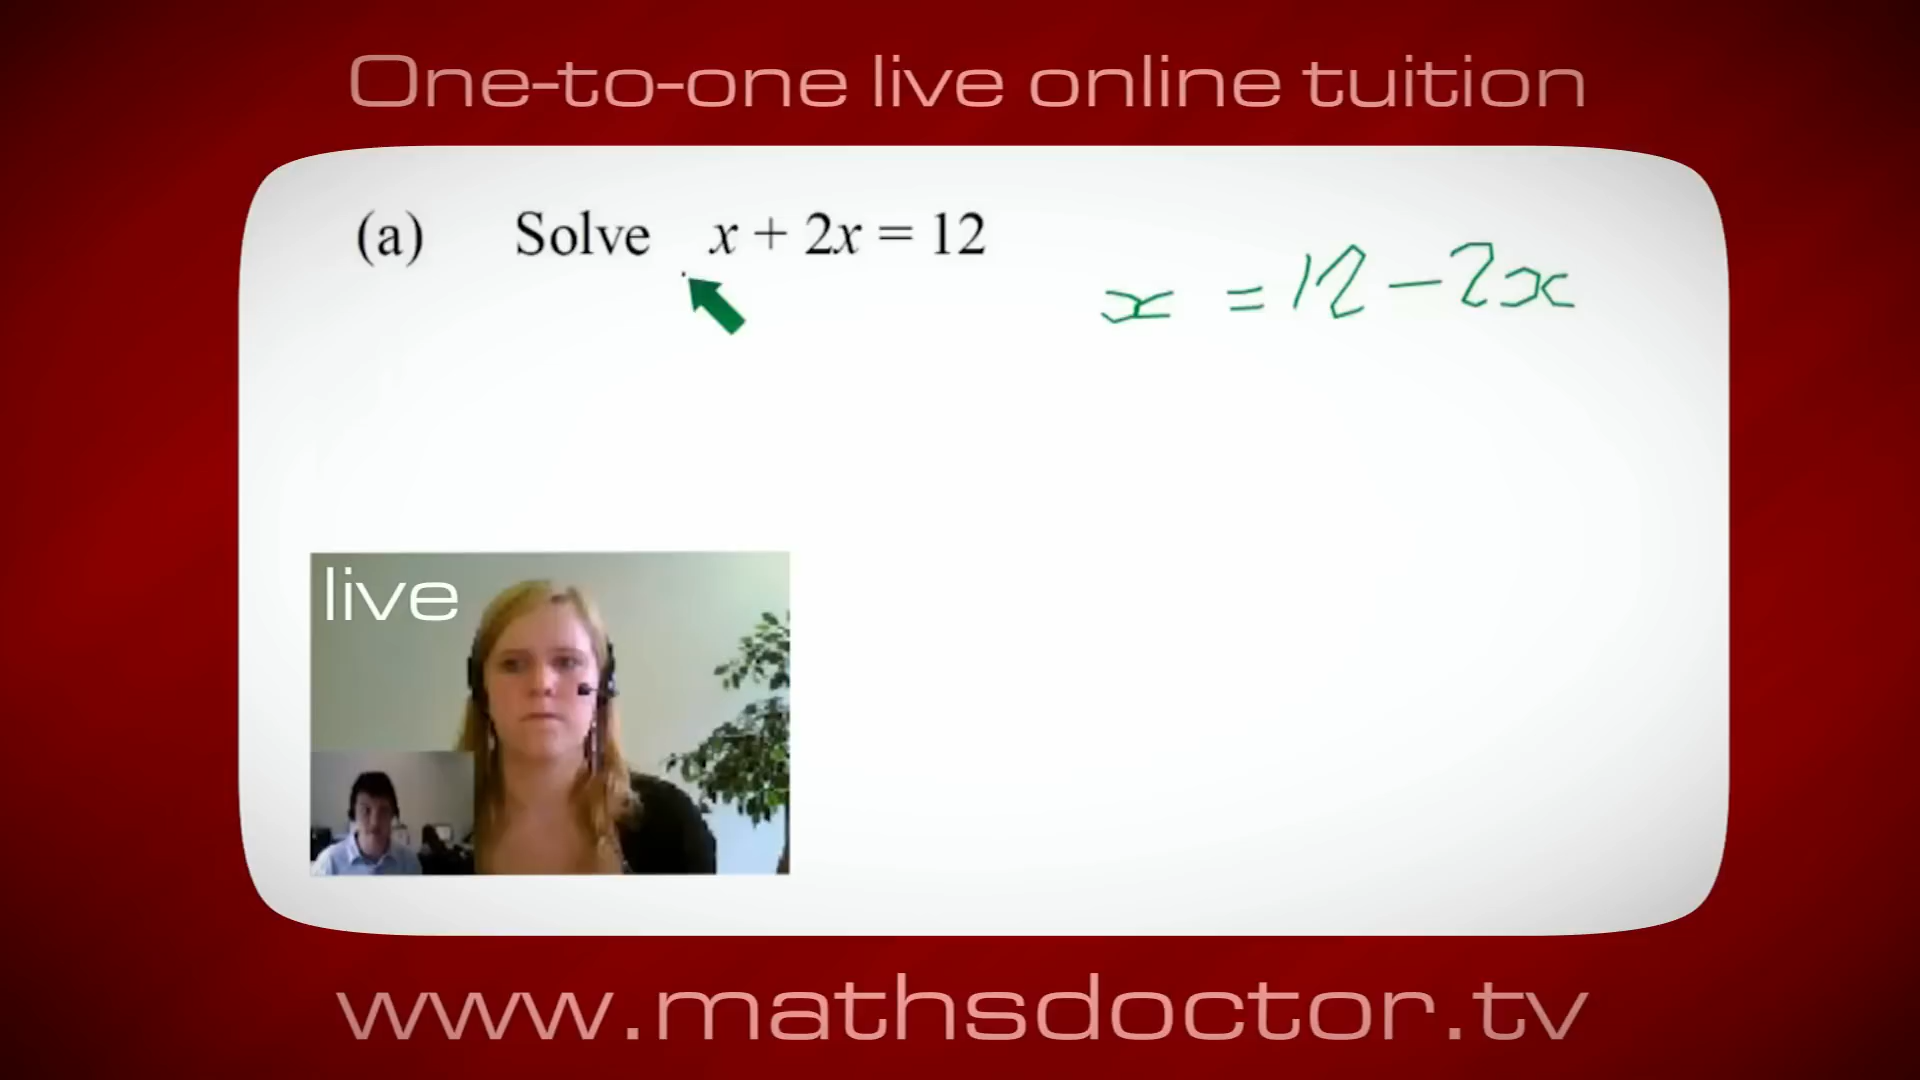 One-to-one live online tuition
(a) Solve x + 2x = 12
x = 12 - 2x
live
www.mathsdoctor.tv